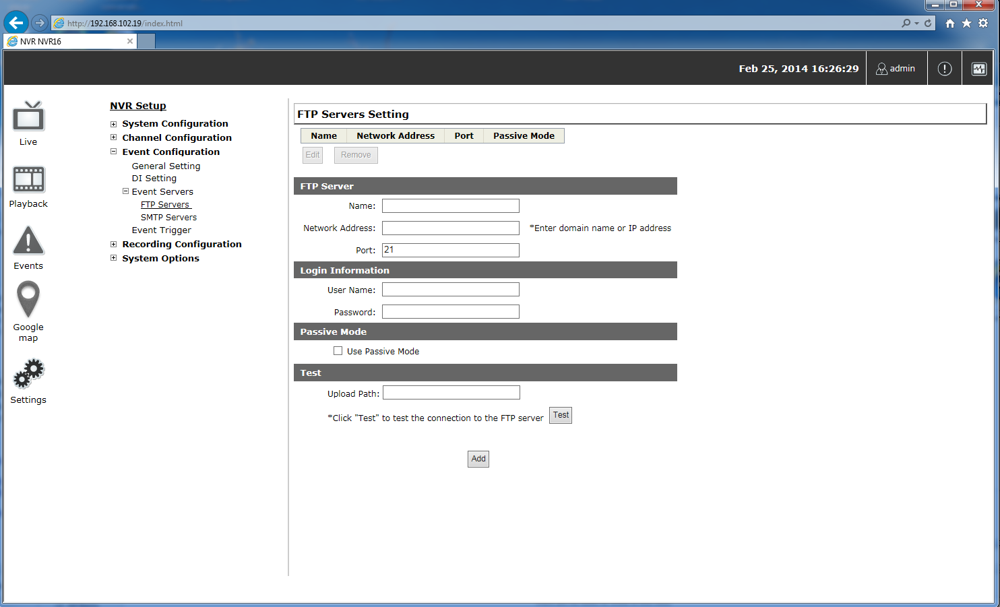 http://192.168.102.19/index.html
NVR NVR16
Feb 25, 2014 16:26:29
admin
Live
Playback
Events
Google
map
Settings
NVR Setup
System Configuration
Channel Configuration
Event Configuration
General Setting
DI Setting
Event Servers
FTP Servers
SMTP Servers
Event Trigger
Recording Configuration
System Options
FTP Servers Setting
Name Network Address Port Passive Mode
Edit Remove
FTP Server
Name:
Network Address: *Enter domain name or IP address
Port: 21
Login Information
User Name:
Password:
Passive Mode
Use Passive Mode
Test
Upload Path:
*Click "Test" to test the connection to the FTP server Test
Add